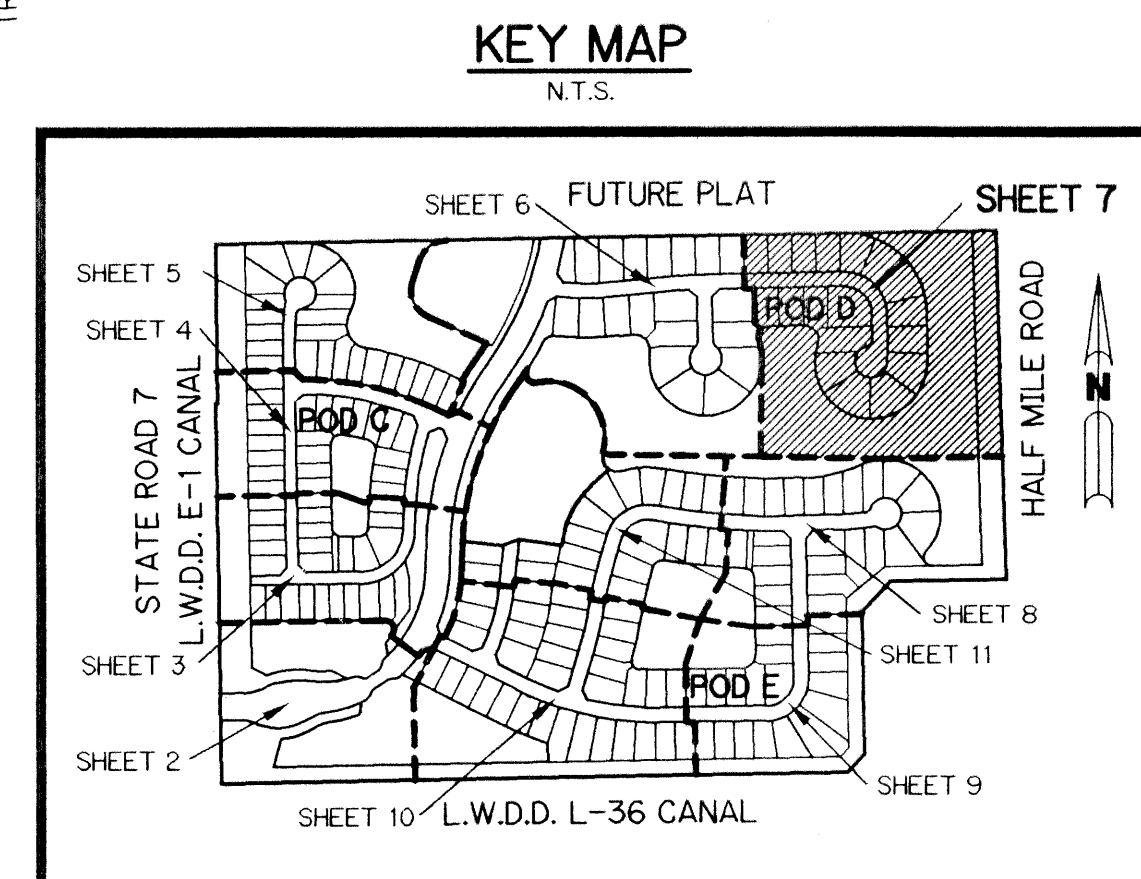 KEY MAP
N.T.S.
FUTURE PLAT
SHEET 6
SHEET 7
SHEET 5
SHEET 4
POD D
POD C
STATE ROAD 7
L.W.D.D. E-1 CANAL
HALF MILE ROAD
N
SHEET 8
SHEET 3
SHEET 11
POD E
SHEET 2
SHEET 9
SHEET 10
L.W.D.D. L-36 CANAL